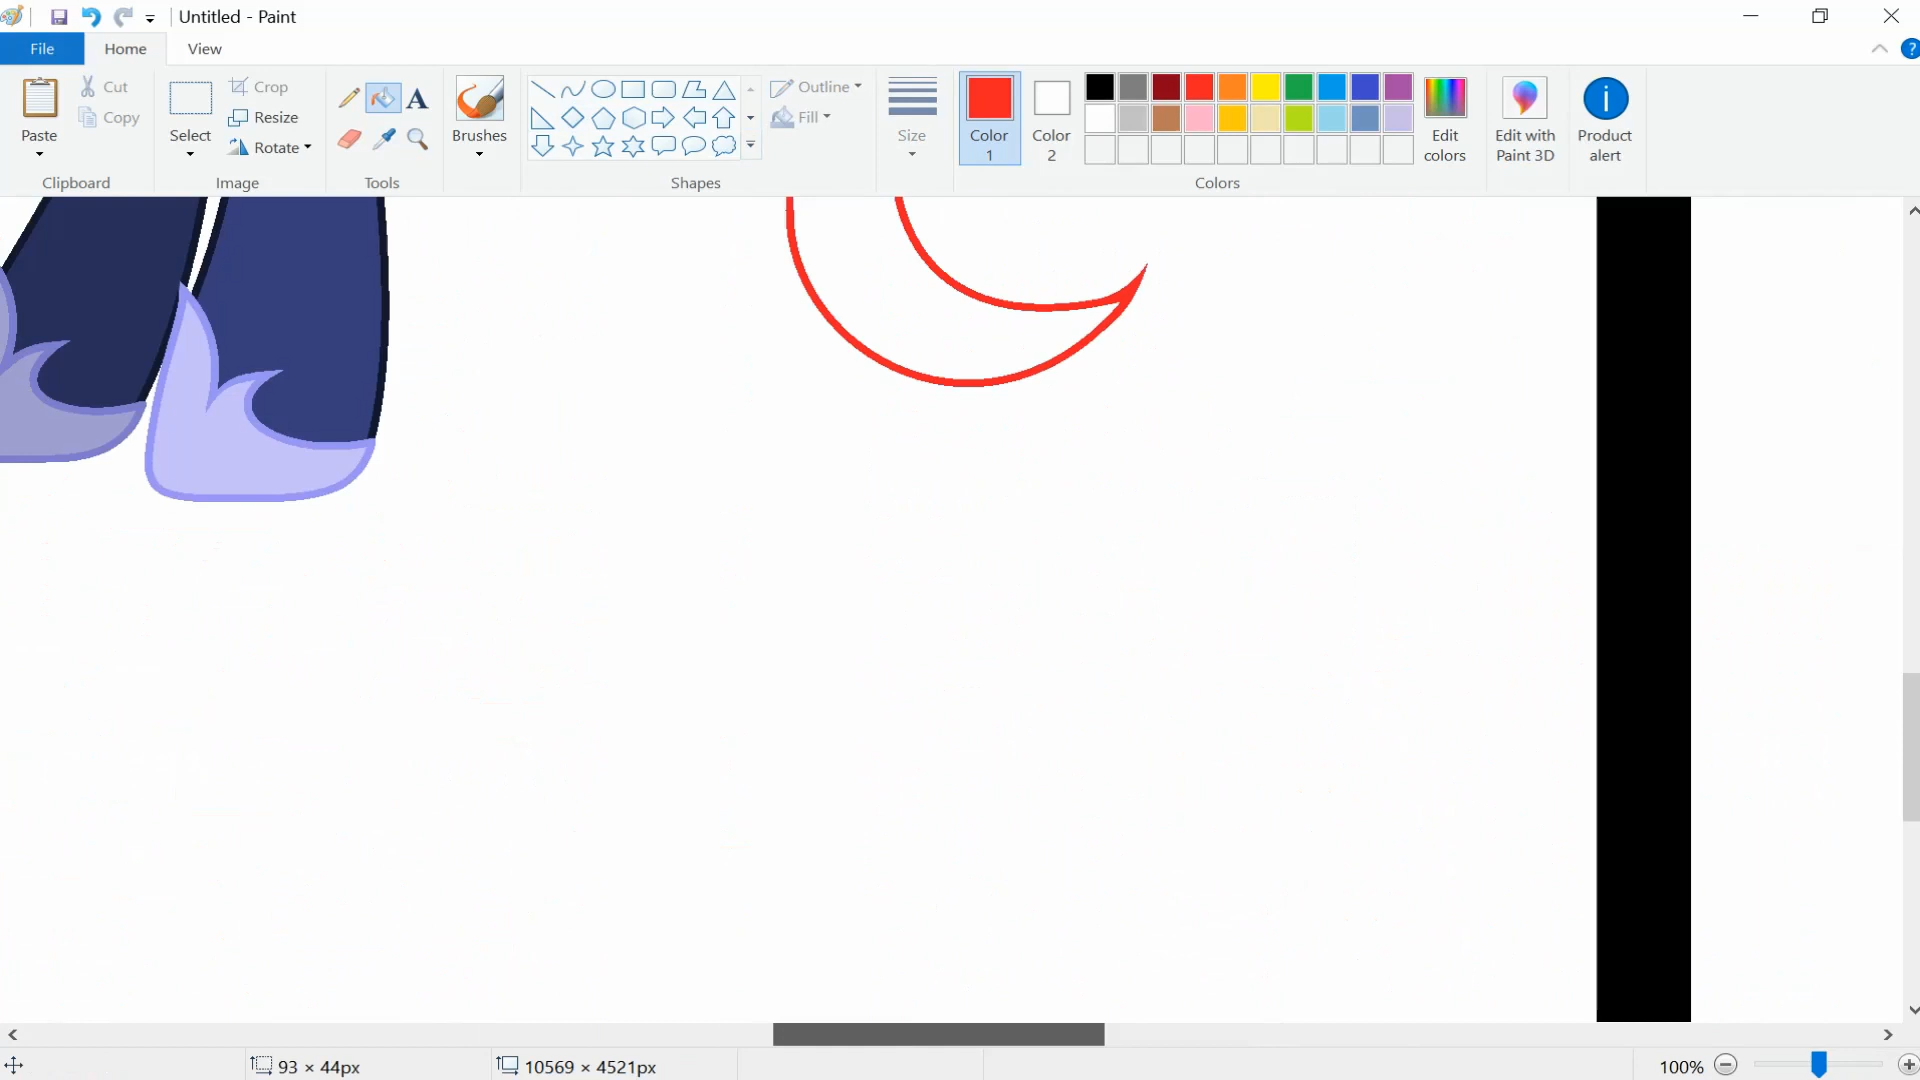 Untitled - Paint
File
Home
View
Paste
Cut
Copy
Clipboard
Select
Crop
Resize
Rotate
Image
A
Tools
Brushes
Shapes
Outline
Fill
Size
Color 1
Color 2
Colors
Edit colors
Edit with Paint 3D
Product alert
93 × 44px
10569 × 4521px
100%